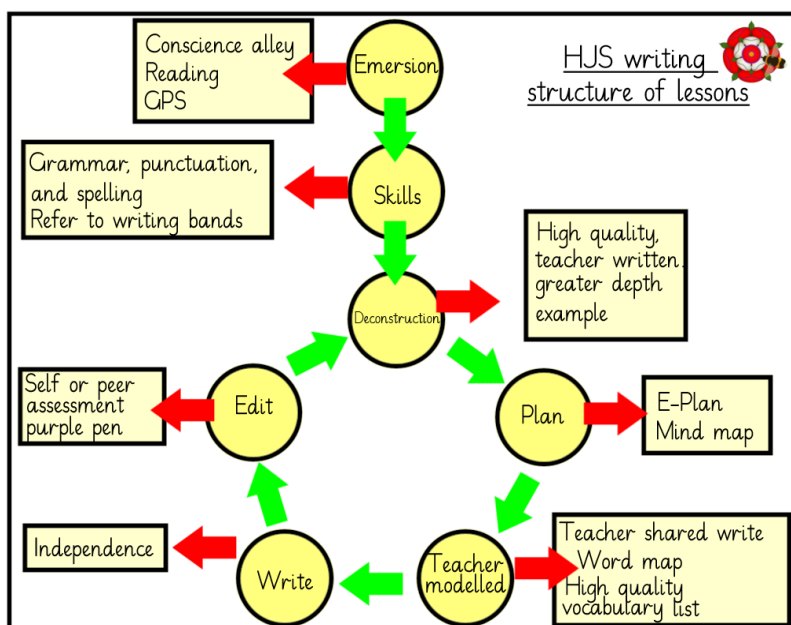 HJS writing
structure of lessons
Emersion
Conscience alley
Reading
GPS
Skills
Grammar, punctuation,
and spelling
Refer to writing bands
Deconstruction
High quality,
teacher written,
greater depth
example
Plan
E-Plan
Mind map
Teacher
modelled
Teacher shared write
Word map
High quality
vocabulary list
Write
Independence
Edit
Self or peer
assessment
purple pen